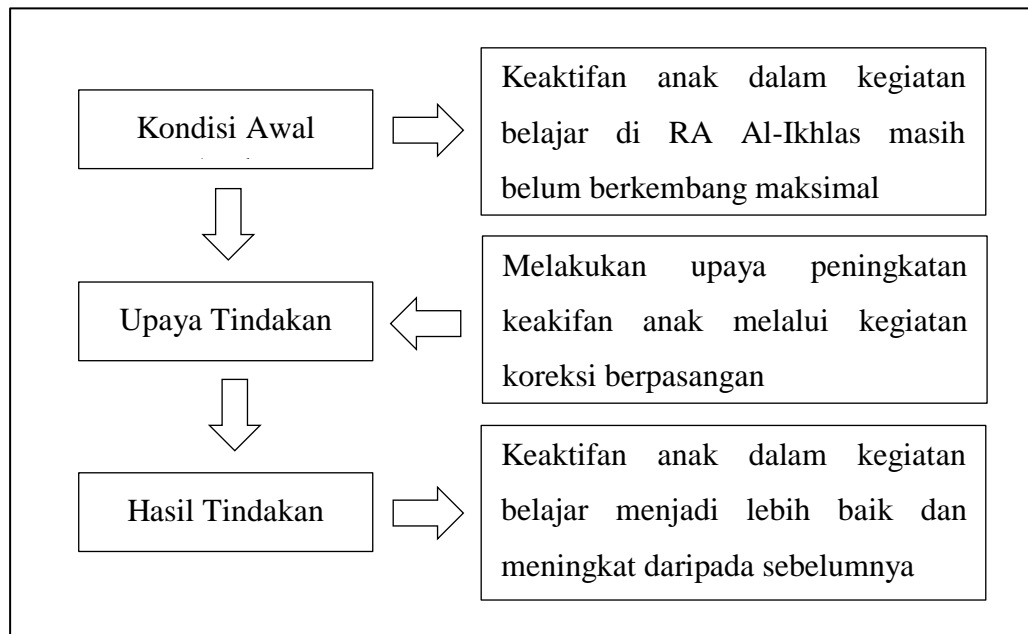 Kondisi Awal
Keaktifan anak dalam kegiatan
belajar di RA Al-Ikhlas masih
belum berkembang maksimal
Upaya Tindakan
Melakukan upaya peningkatan
keakifan anak melalui kegiatan
koreksi berpasangan
Hasil Tindakan
Keaktifan anak dalam kegiatan
belajar menjadi lebih baik dan
meningkat daripada sebelumnya